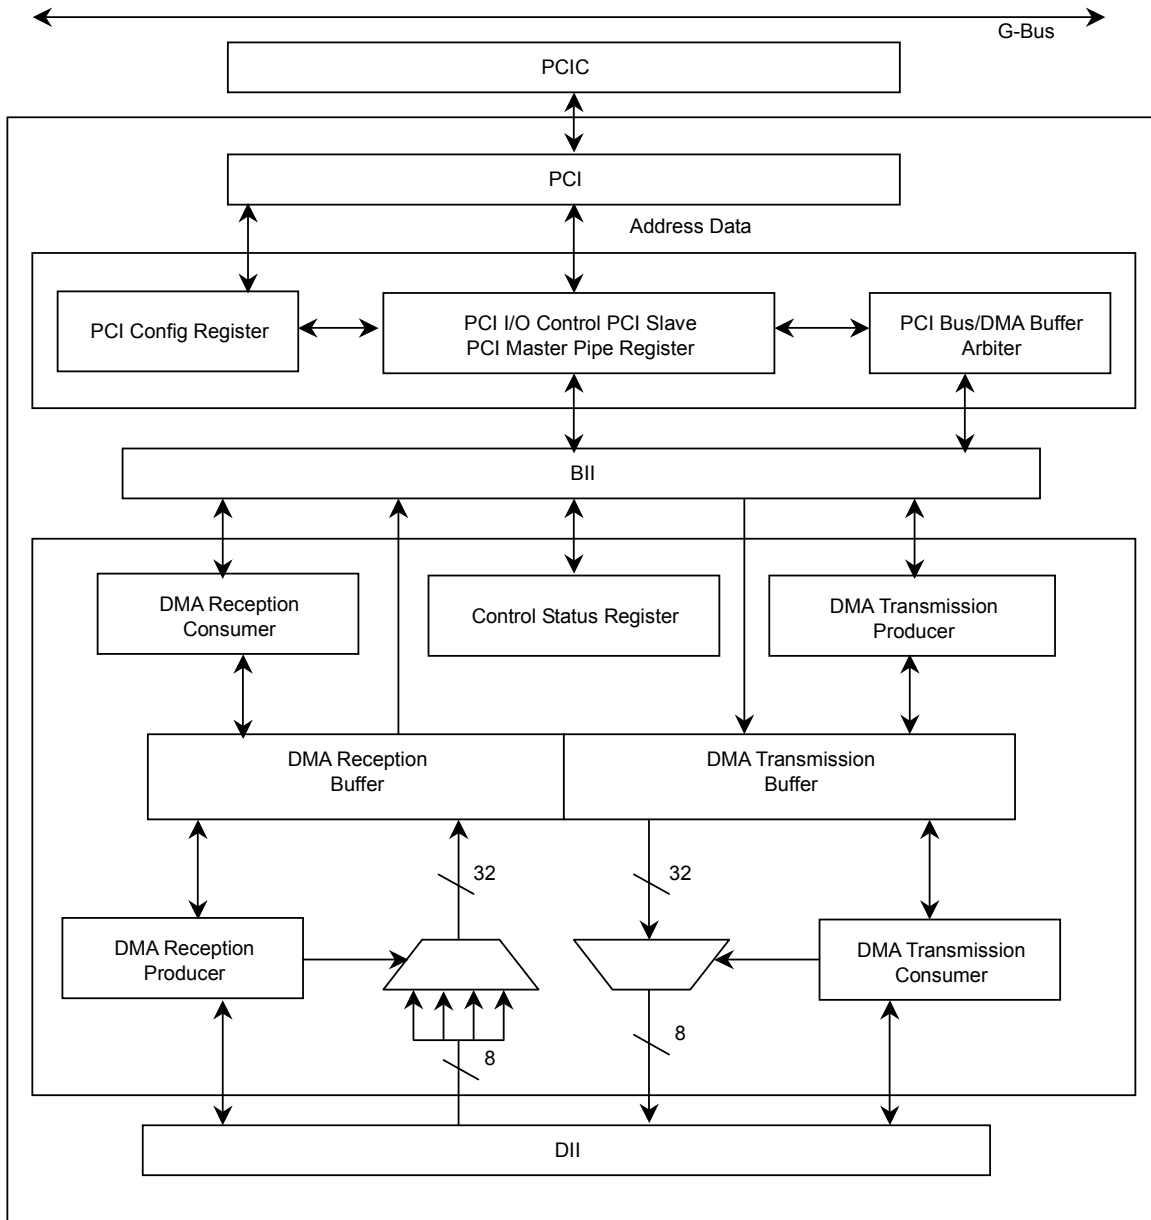 G-Bus
PCIC
PCI
Address Data
PCI Config Register
PCI I/O Control PCI Slave
PCI Master Pipe Register
PCI Bus/DMA Buffer
Arbiter
BII
DMA Reception
Consumer
Control Status Register
DMA Transmission
Producer
DMA Reception
Buffer
DMA Transmission
Buffer
32
32
DMA Reception
Producer
DMA Transmission
Consumer
8
8
DII